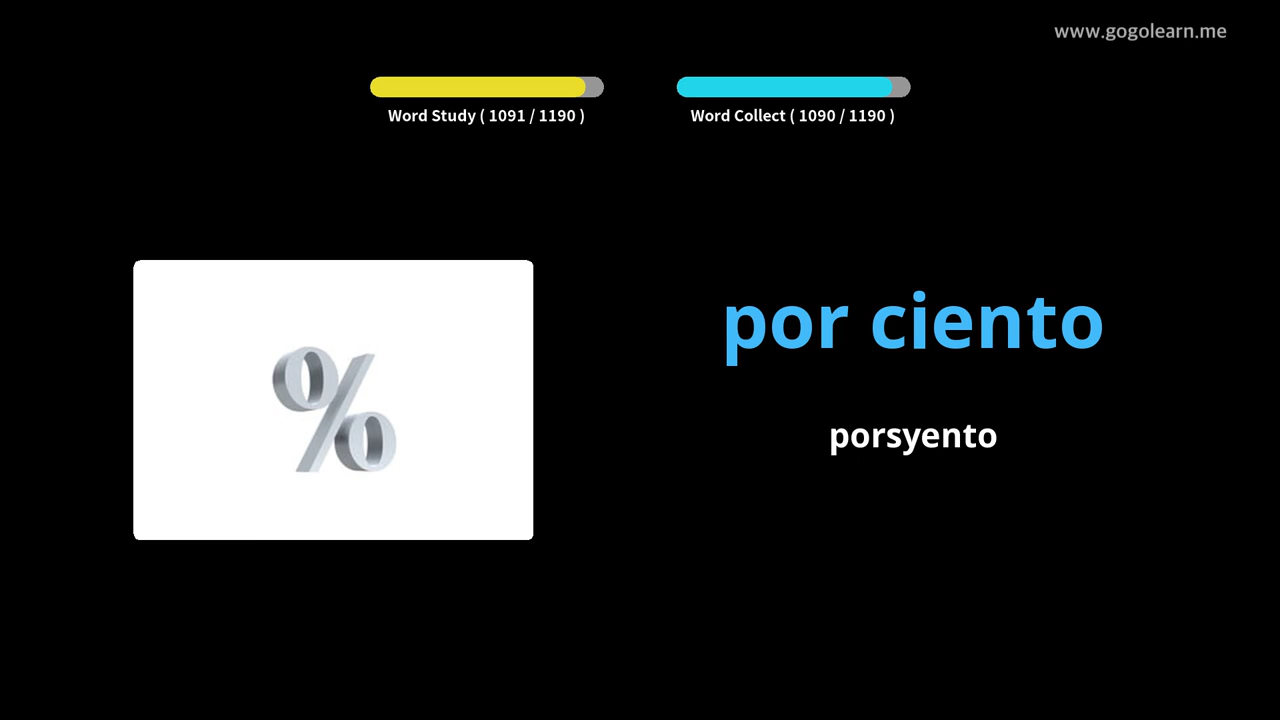 www.gogolearn.me
Word Study ( 1091 / 1190 )
Word Collect ( 1090 / 1190 )
%
por ciento
porsyento